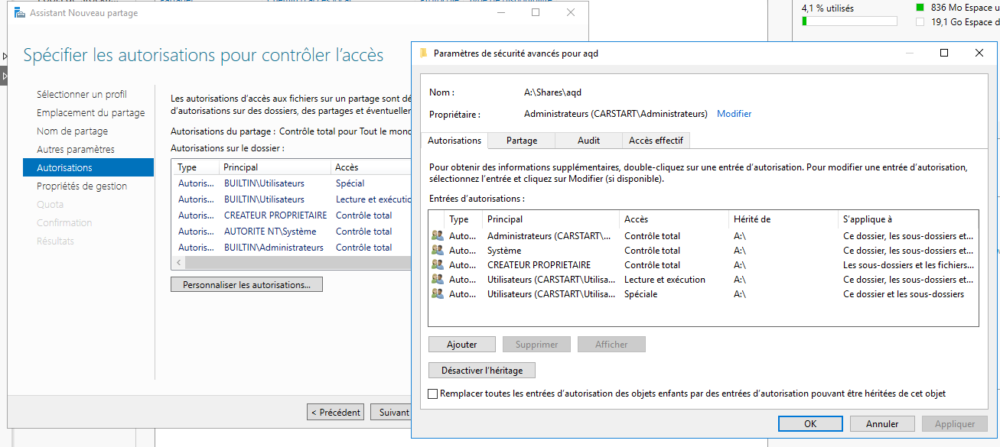 Assistant Nouveau partage
4,1 % utilisés
836 Mo Espace u
19,1 Go Espace d
Spécifier les autorisations pour contrôler l'accès
Sélectionner un profil
Emplacement du partage
Nom de partage
Autres paramètres
Autorisations
Propriétés de gestion
Quota
Confirmation
Résultats
Les autorisations d'accès aux fichiers sur un partage sont dé
d'autorisations sur des dossiers, des partages et éventuelle
Autorisations du partage : Contrôle total pour Tout le mond
Autorisations sur le dossier :
Type Principal Accès
Autoris... BUILTIN\Utilisateurs Spécial
Autoris... BUILTIN\Utilisateurs Lecture et exécutio
Autoris... CREATEUR PROPRIETAIRE Contrôle total
Autoris... AUTORITE NT\Système Contrôle total
Autoris... BUILTIN\Administrateurs Contrôle total
Personnaliser les autorisations...
< Précédent Suivant
Paramètres de sécurité avancés pour aqd
Nom : A:\Shares\aqd
Propriétaire : Administrateurs (CARSTART\Administrateurs) Modifier
Autorisations Partage Audit Accès effectif
Pour obtenir des informations supplémentaires, double-cliquez sur une entrée d'autorisation. Pour modifier une entrée d'autorisation,
sélectionnez l'entrée et cliquez sur Modifier (si disponible).
Entrées d'autorisations :
Type Principal Accès Hérité de S'applique à
Auto... Administrateurs (CARSTART\... Contrôle total A:\ Ce dossier, les sous-dossiers et...
Auto... Système Contrôle total A:\ Ce dossier, les sous-dossiers et...
Auto... CREATEUR PROPRIETAIRE Contrôle total A:\ Les sous-dossiers et les fichiers...
Auto... Utilisateurs (CARSTART\Utilisa... Lecture et exécution A:\ Ce dossier, les sous-dossiers et...
Auto... Utilisateurs (CARSTART\Utilisa... Spéciale A:\ Ce dossier et les sous-dossiers
Ajouter Supprimer Afficher
Désactiver l'héritage
Remplacer toutes les entrées d'autorisation des objets enfants par des entrées d'autorisation pouvant être héritées de cet objet
OK Annuler Appliquer